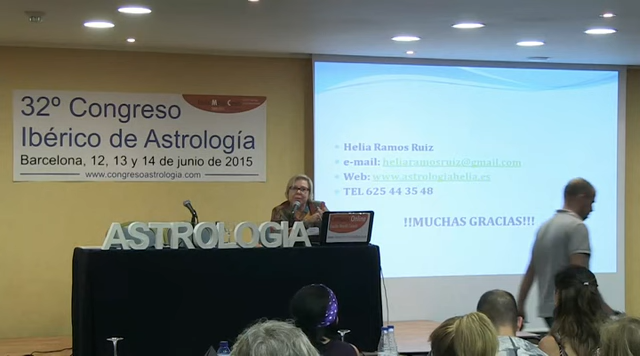 32º Congreso
Ibérico de Astrología
Barcelona, 12, 13 y 14 de junio de 2015
www.congresoastrologia.com
Helia Ramos Ruiz
e-mail: heliaramosruiz@gmail.com
Web: www.astrologiahelia.es
TEL 625 44 35 48
!!MUCHAS GRACIAS!!!
ASTROLOGIA